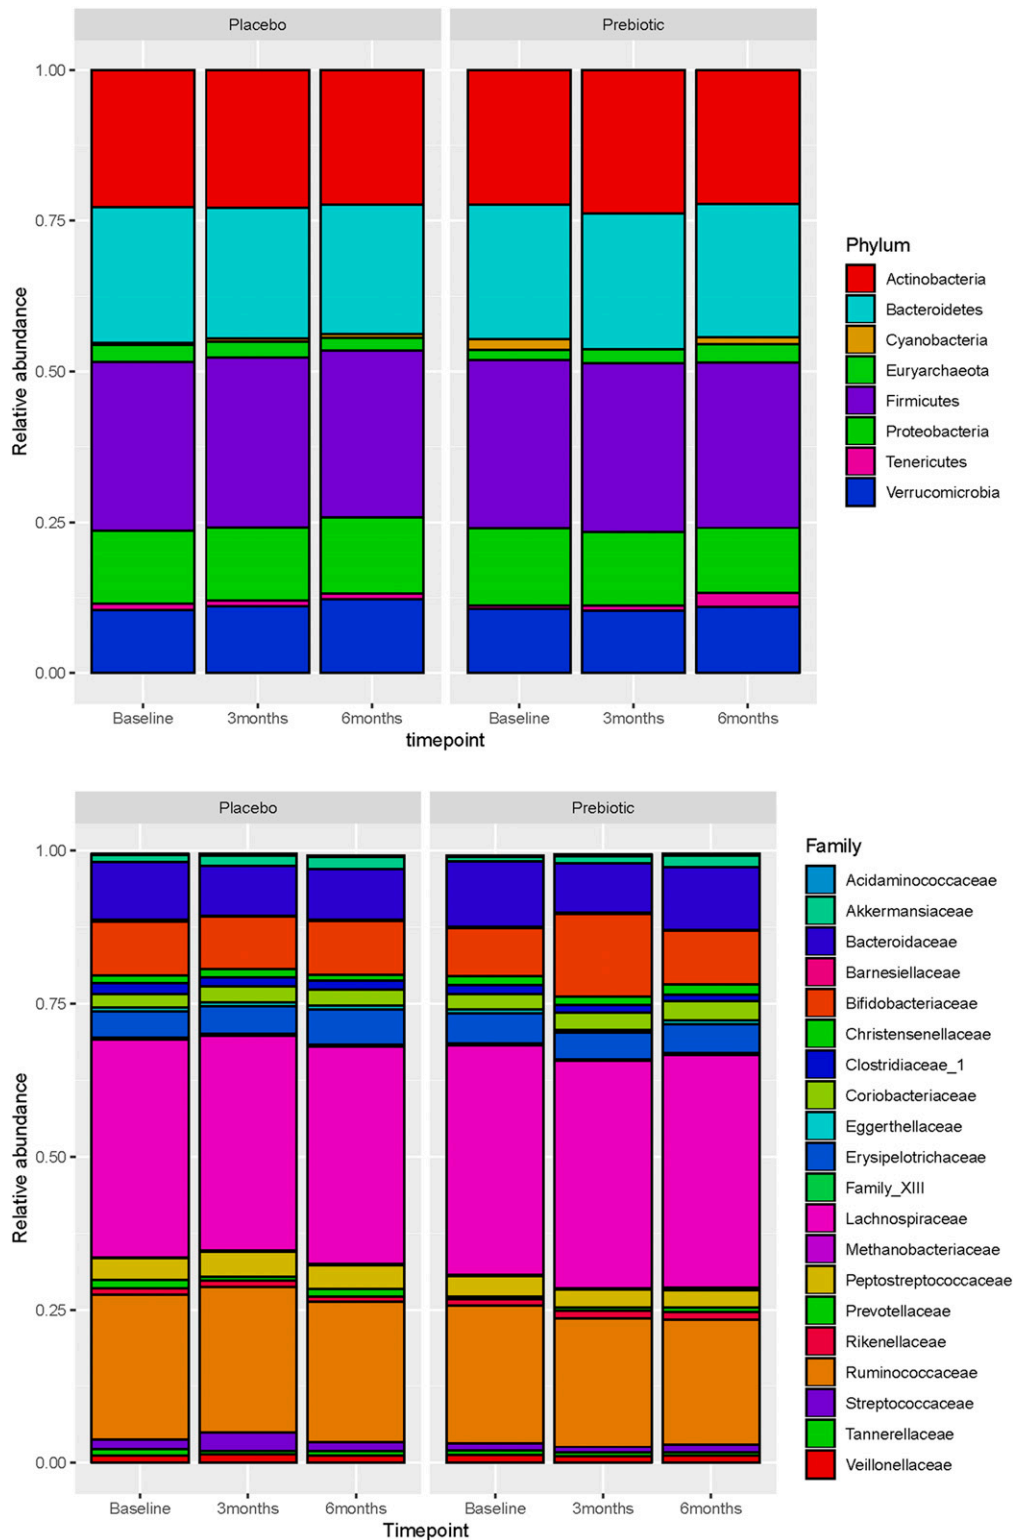 Placebo
Prebiotic
Relative abundance
1.00
0.75
0.50
0.25
0.00
Baseline
3months
6months
Baseline
3months
6months
timepoint
Phylum
Actinobacteria
Bacteroidetes
Cyanobacteria
Euryarchaeota
Firmicutes
Proteobacteria
Tenericutes
Verrucomicrobia
Placebo
Prebiotic
Relative abundance
1.00
0.75
0.50
0.25
0.00
Baseline
3months
6months
Baseline
3months
6months
Timepoint
Family
Acidaminococcaceae
Akkermansiaceae
Bacteroidaceae
Barnesiellaceae
Bifidobacteriaceae
Christensenellaceae
Clostridiaceae_1
Coriobacteriaceae
Eggerthellaceae
Erysipelotrichaceae
Family_XIII
Lachnospiraceae
Methanobacteriaceae
Peptostreptococcaceae
Prevotellaceae
Rikenellaceae
Ruminococcaceae
Streptococcaceae
Tannerellaceae
Veillonellaceae